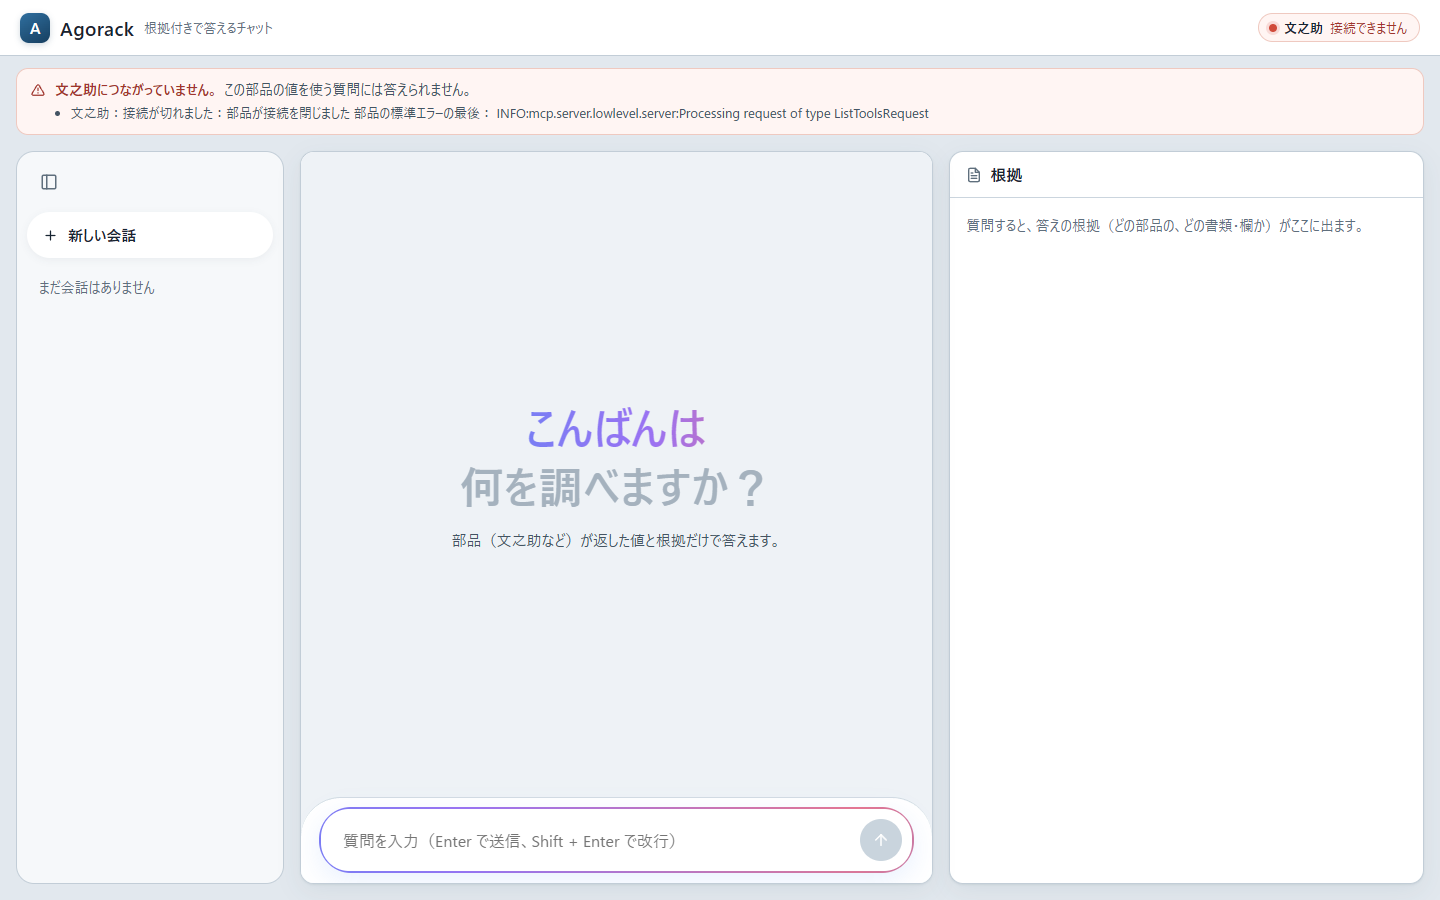 A Agorack 根拠付きで答えるチャット
文之助 接続できません
文之助につながっていません。この部品の値を使う質問には答えられません。
• 文之助：接続が切れました：部品が接続を閉じました 部品の標準エラーの最後： INFO:mcp.server.lowlevel.server:Processing request of type ListToolsRequest
+ 新しい会話
まだ会話はありません
こんばんは
何を調べますか？
部品（文之助など）が返した値と根拠だけで答えます。
質問を入力（Enter で送信、Shift + Enter で改行）
根拠
質問すると、答えの根拠（どの部品の、どの書類・欄か）がここに出ます。